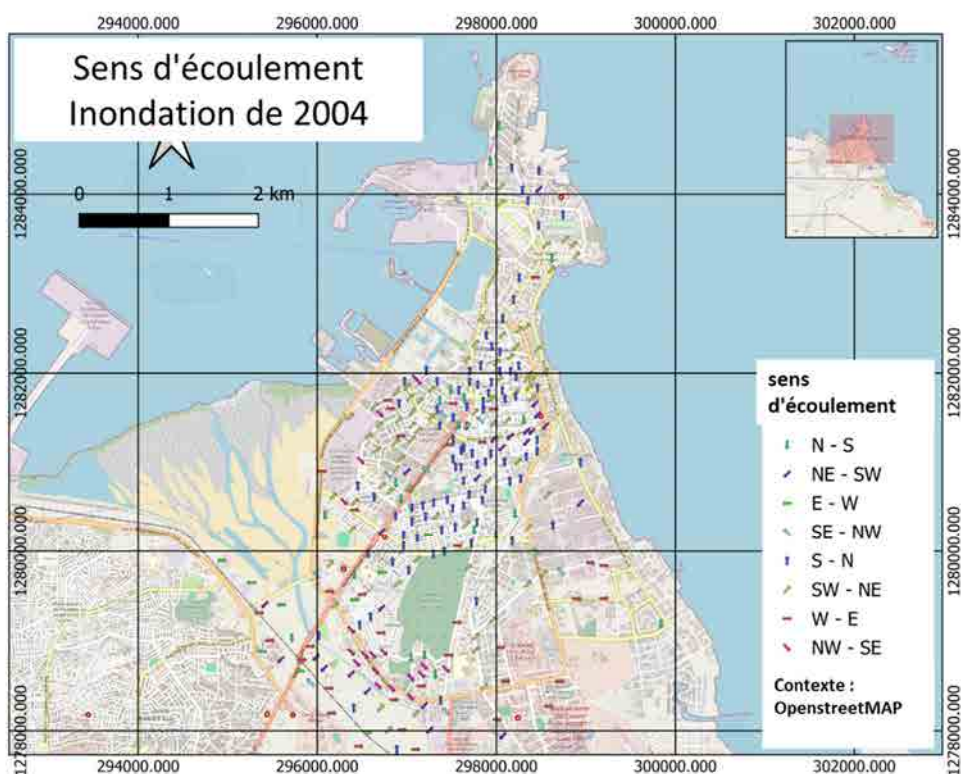 294000.000 296000.000 298000.000 300000.000 302000.000
Sens d'écoulement
Inondation de 2004
0 1 2 km
1284000.000
1282000.000
1280000.000
1278000.000
1284000.000
1282000.000
1280000.000
1278000.000
sens
d'écoulement
N - S
NE - SW
E - W
SE - NW
S - N
SW - NE
W - E
NW - SE
Contexte :
OpenstreetMAP
294000.000 296000.000 298000.000 300000.000 302000.000